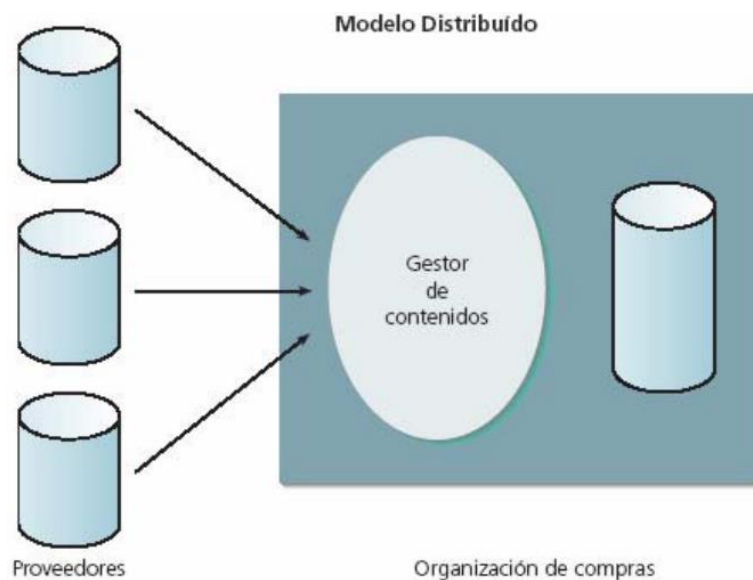 Modelo Distribuído
Gestor
de
contenidos
Proveedores
Organización de compras